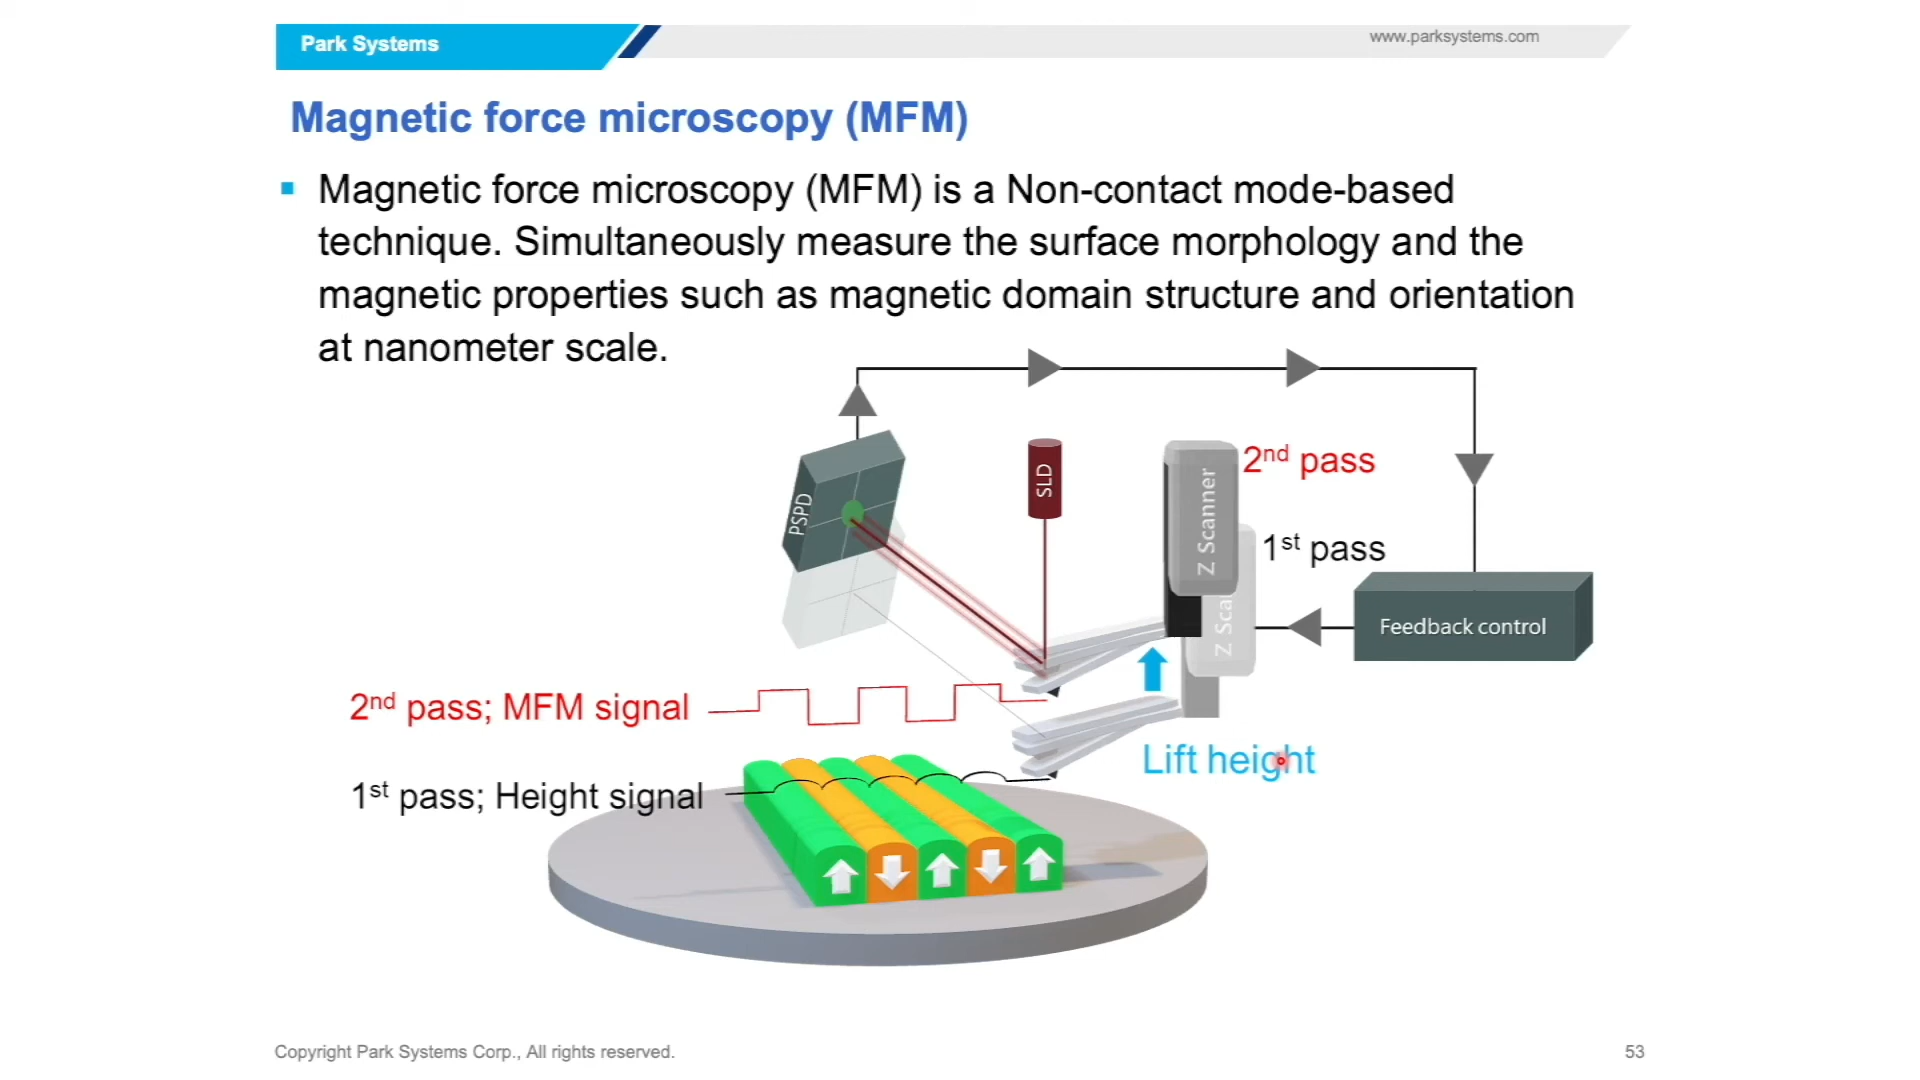 Park Systems
www.parksystems.com
Magnetic force microscopy (MFM)
Magnetic force microscopy (MFM) is a Non-contact mode-based
technique. Simultaneously measure the surface morphology and the
magnetic properties such as magnetic domain structure and orientation
at nanometer scale.
PSPD
SLD
Z Scanner
2nd pass
1st pass
Z Sca
Feedback control
2nd pass; MFM signal
Lift height
1st pass; Height signal
Copyright Park Systems Corp., All rights reserved.
53